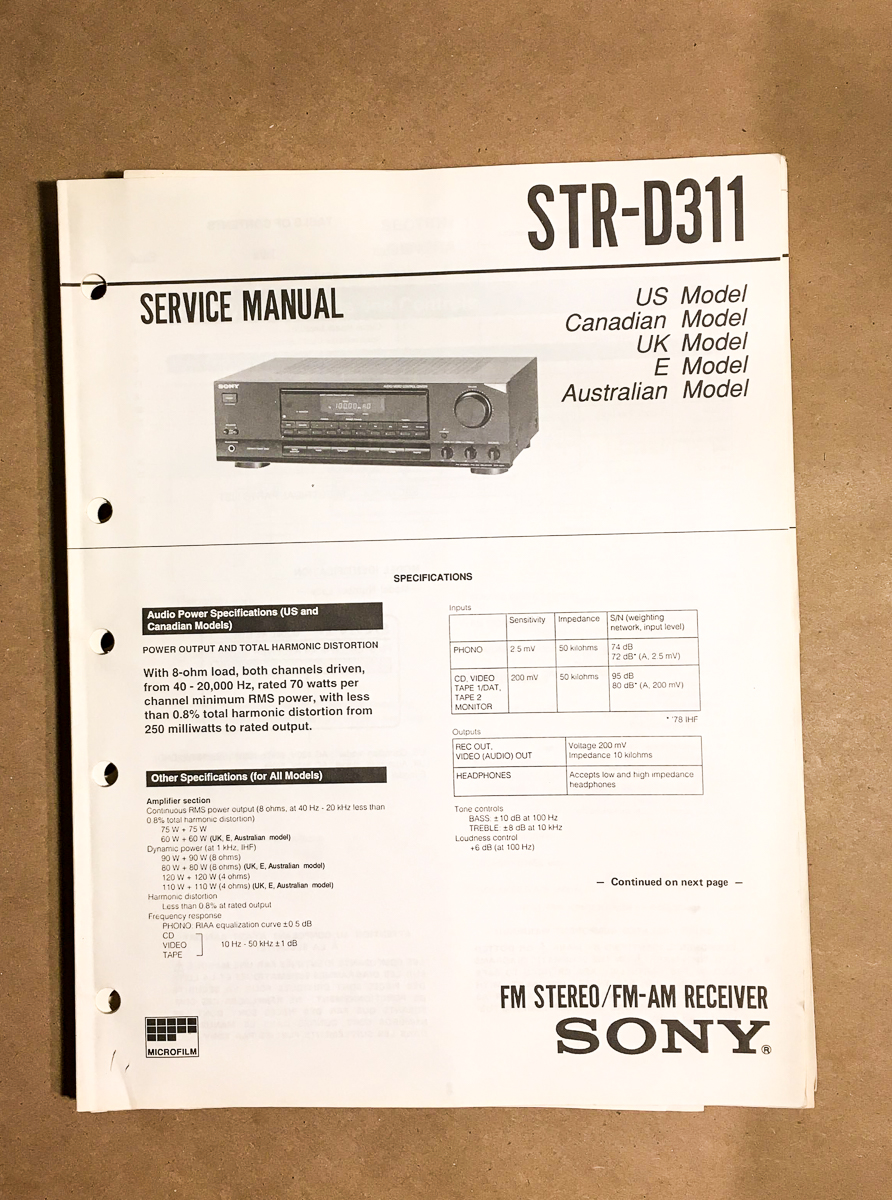 STR-D311
SERVICE MANUAL
US Model
Canadian Model
UK Model
E Model
Australian Model
SONY
SPECIFICATIONS
Audio Power Specifications (US and
Canadian Models)
POWER OUTPUT AND TOTAL HARMONIC DISTORTION
With 8-ohm load, both channels driven,
from 40 - 20,000 Hz, rated 70 watts per
channel minimum RMS power, with less
than 0.8% total harmonic distortion from
250 milliwatts to rated output.
Other Specifications (for All Models)
Amplifier section
Continuous RMS power output (8 ohms, at 40 Hz - 20 kHz less than
0.8% total harmonic distortion)
75 W + 75 W
60 W + 60 W (UK, E, Australian model)
Dynamic power (at 1 kHz, IHF)
90 W + 90 W (8 ohms)
80 W + 80 W (8 ohms) (UK, E, Australian model)
120 W + 120 W (4 ohms)
110 W + 110 W (4 ohms) (UK, E, Australian model)
Harmonic distortion
Less than 0.8% at rated output
Frequency response
PHONO: RIAA equalization curve ±0.5 dB
CD
VIDEO 10 Hz - 50 kHz ±1 dB
TAPE
Inputs
Sensitivity Impedance S/N (weighting
network, input level)
PHONO 2.5 mV 50 kilohms 74 dB
72 dB* (A, 2.5 mV)
CD, VIDEO 200 mV 50 kilohms 95 dB
TAPE 1/DAT, 80 dB* (A, 200 mV)
TAPE 2
MONITOR
* '78 IHF
Outputs
REC OUT, Voltage 200 mV
VIDEO (AUDIO) OUT Impedance 10 kilohms
HEADPHONES Accepts low and high impedance
headphones
Tone controls
BASS: ±10 dB at 100 Hz
TREBLE: ±8 dB at 10 kHz
Loudness control
+6 dB (at 100 Hz)
— Continued on next page —
MICROFILM
FM STEREO/FM-AM RECEIVER
SONY®